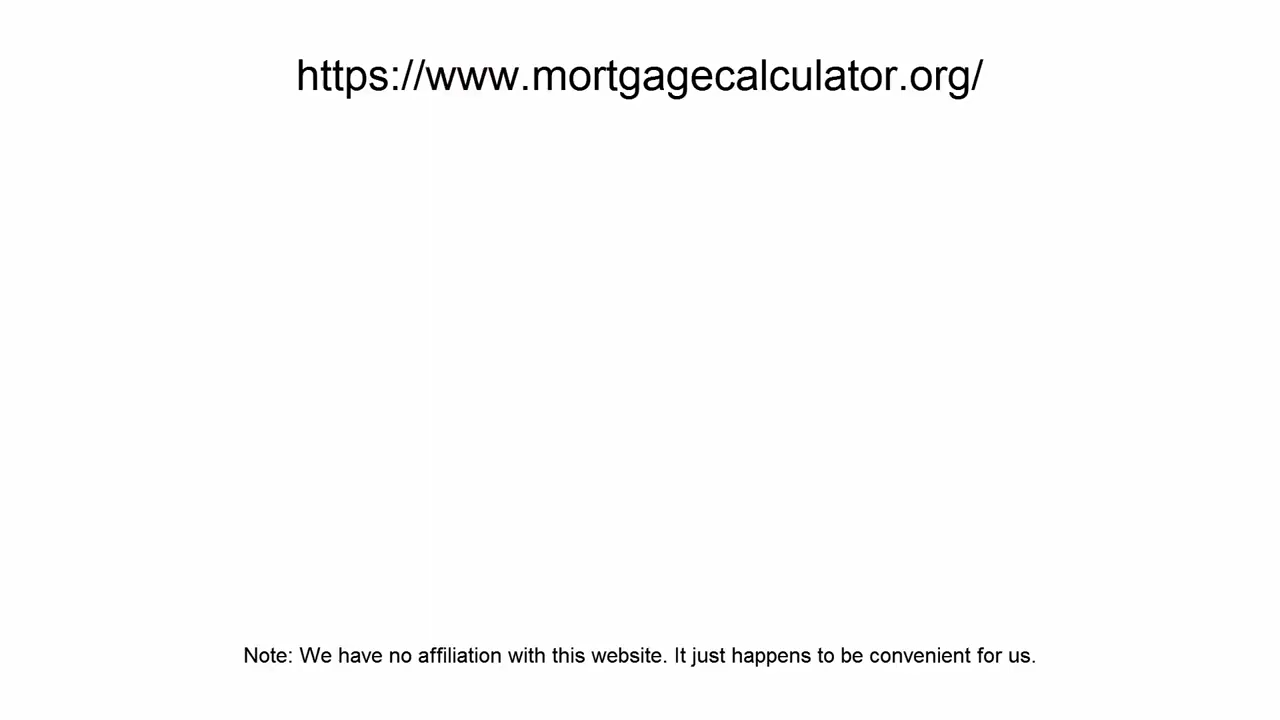 https://www.mortgagecalculator.org/
Note: We have no affiliation with this website. It just happens to be convenient for us.